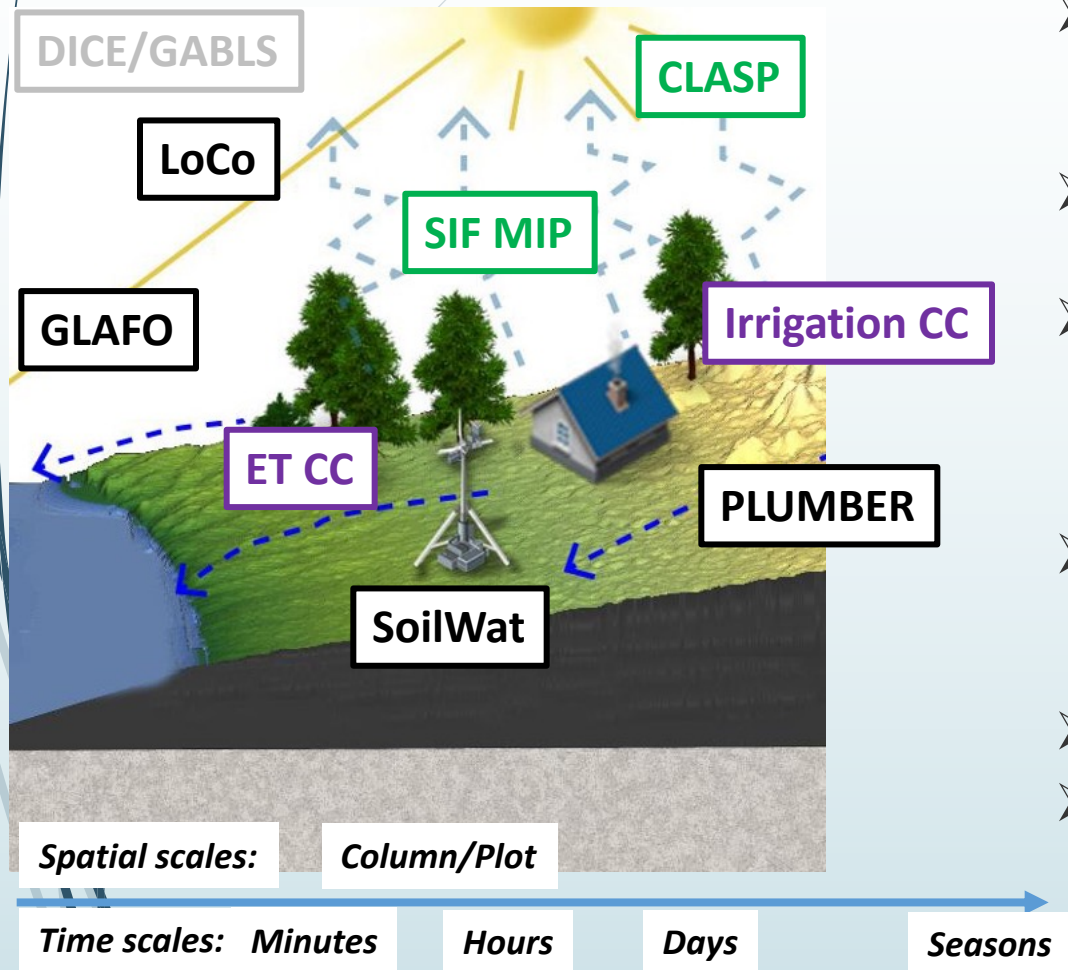 DICE/GABLS
CLASP
LoCo
SIF MIP
GLAFO
Irrigation CC
ET CC
PLUMBER
SoilWat
Spatial scales: Column/Plot
Time scales: Minutes Hours Days Seasons